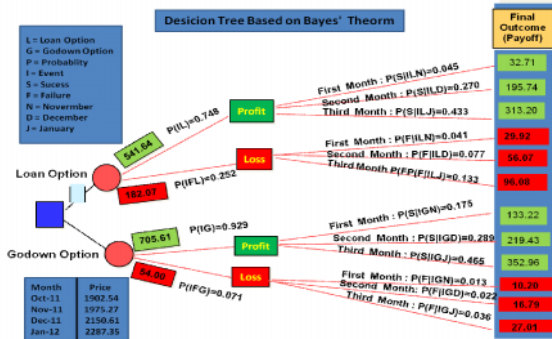 Desicion Tree Based on Bayes' Theorm
Final
Outcome
(Payoff)
L = Loan Option
G = Godown Option
P = Probablity
I = Event
S = Sucess
F = Failure
N = Novermber
D = December
J = January
Loan Option
541.64
P(IL)=0.748
Profit
First Month : P(S|ILN)=0.045
32.71
Second Month : P(S|ILD)=0.270
195.74
Third Month : P(S|ILJ)=0.433
313.20
182.07
P(IFL)=0.252
Loss
First Month : P(F|ILN)=0.041
29.92
Second Month : P(F|ILD)=0.077
56.07
Third Month P(FP(F|ILJ)=0.133
96.08
Godown Option
705.61
P(IG)=0.929
Profit
First Month : P(S|IGN)=0.175
133.22
Second Month : P(S|IGD)=0.289
219.43
Third Month : P(S|IGJ)=0.465
352.96
54.00
P(IFG)=0.071
Loss
First Month : P(F|IGN)=0.013
10.20
Second Month : P(F|IGD)=0.022
16.79
Third Month : P(F|IGJ)=0.036
27.01
Month Price
Oct-11 1902.54
Nov-11 1975.27
Dec-11 2150.61
Jan-12 2287.35